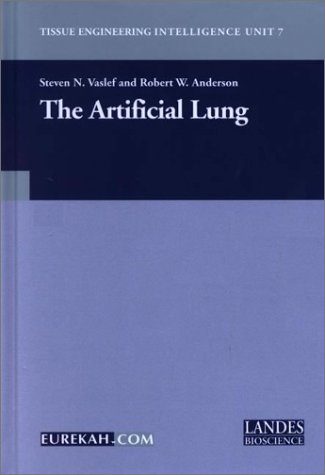 TISSUE ENGINEERING INTELLIGENCE UNIT 7
Steven N. Vaslef and Robert W. Anderson
The Artificial Lung
EUREKAH.COM
LANDES
BIOSCIENCE